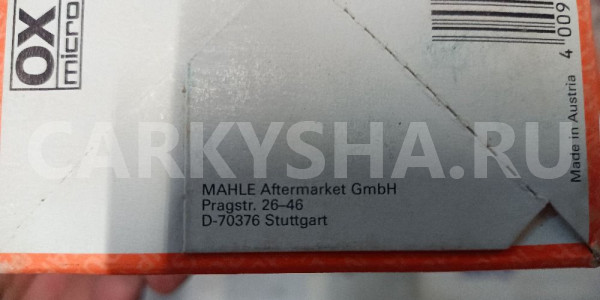 OX
micro
4 009
Made in Austria
CARKYSHA.RU
MAHLE Aftermarket GmbH
Pragstr. 26–46
D-70376 Stuttgart